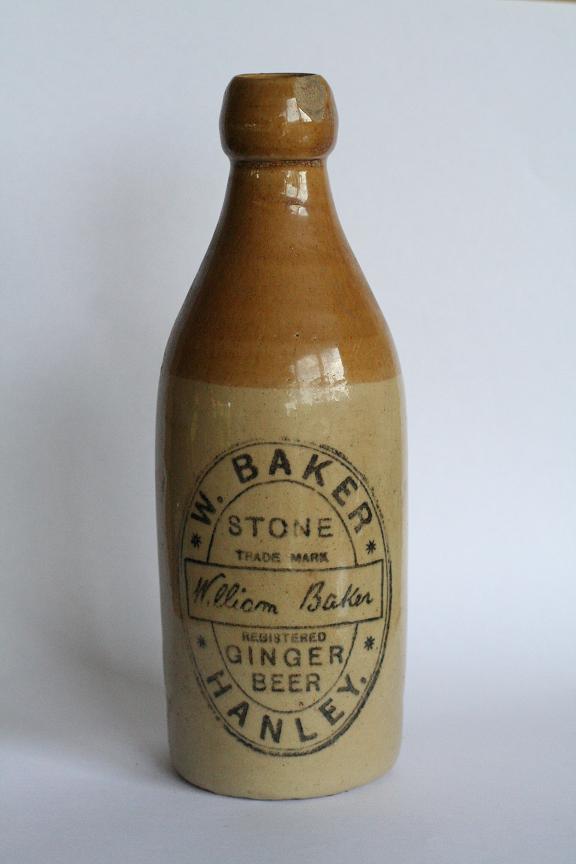 W. BAKER
STONE
TRADE MARK
William Baker
REGISTERED
GINGER
BEER
HANLEY.